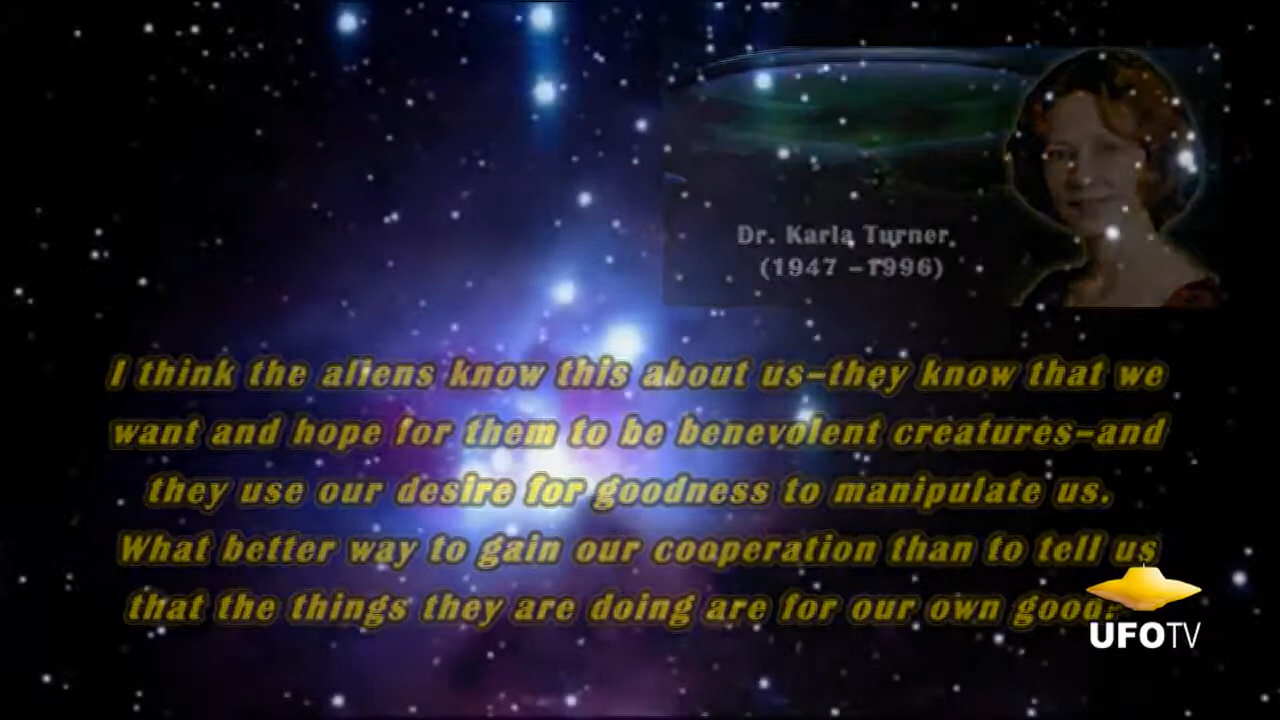 Dr. Karla Turner,
(1947 -1996)
I think the aliens know this about us-they know that we
want and hope for them to be benevolent creatures-and
they use our desire for goodness to manipulate us.
What better way to gain our cooperation than to tell us
that the things they are doing are for our own good?
UFOTV